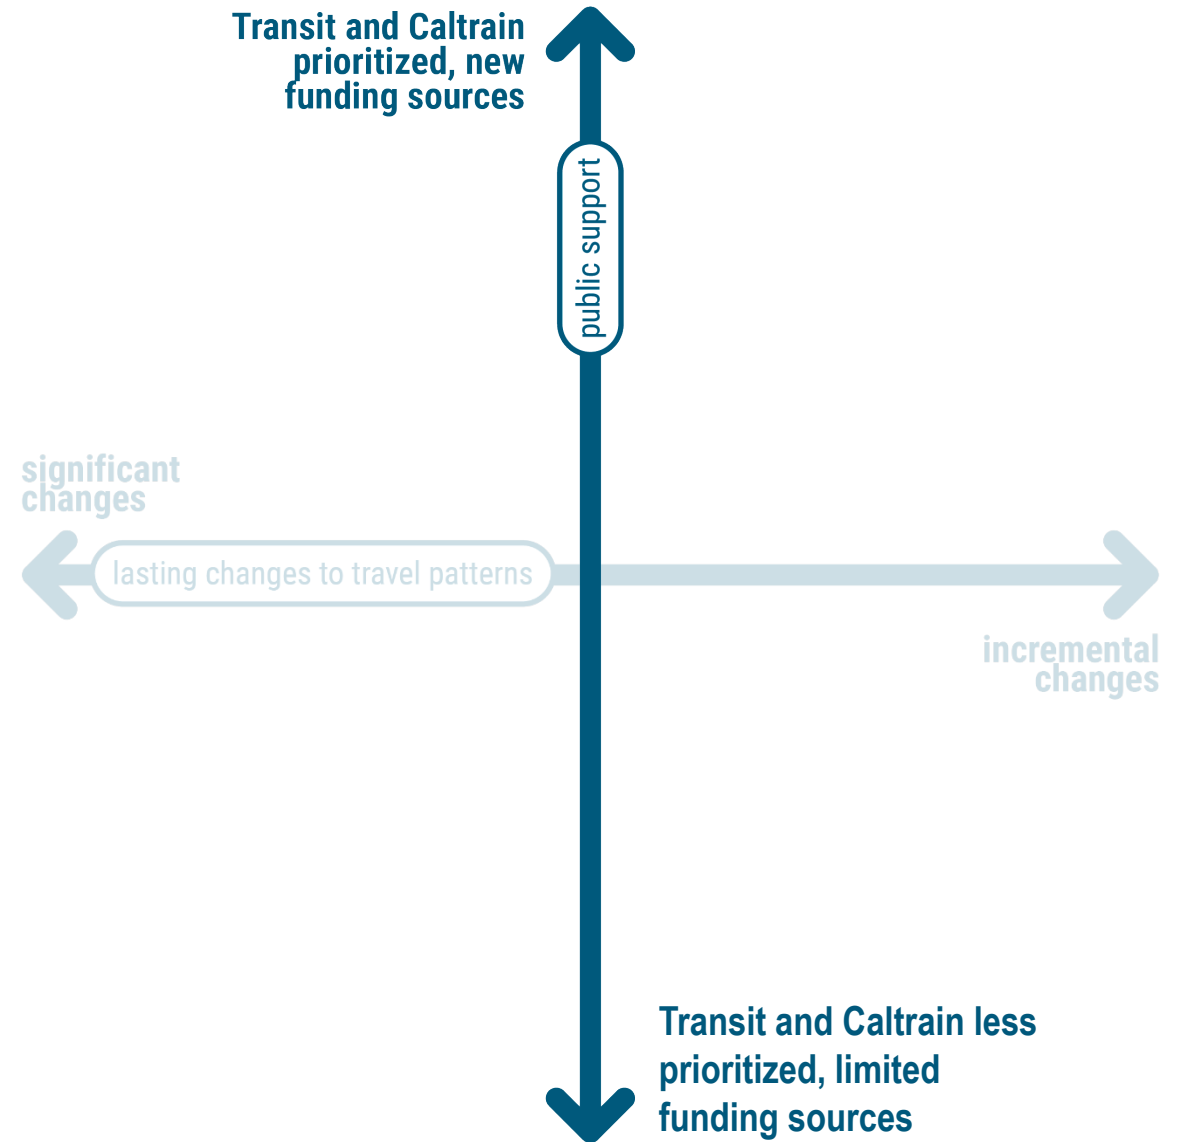 Transit and Caltrain
prioritized, new
funding sources
public support
significant
changes
lasting changes to travel patterns
incremental
changes
Transit and Caltrain less
prioritized, limited
funding sources